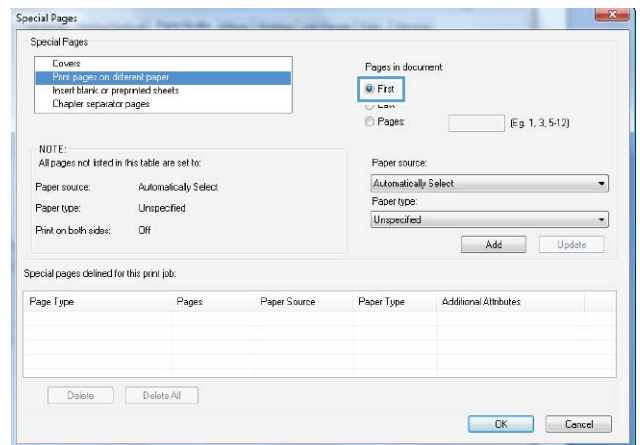 Special Pages
Special Pages
Covers
Print pages on different paper
Insert blank or preprinted sheets
Chapter separator pages
Pages in document
First
Last
Pages: (Eg. 1, 3, 5-12)
NOTE:
All pages not listed in this table are set to:
Paper source: Automatically Select
Paper type: Unspecified
Print on both sides: Off
Paper source:
Automatically Select
Paper type:
Unspecified
Add Update
Special pages defined for this print job:
Page Type Pages Paper Source Paper Type Additional Attributes
Delete Delete All
OK Cancel